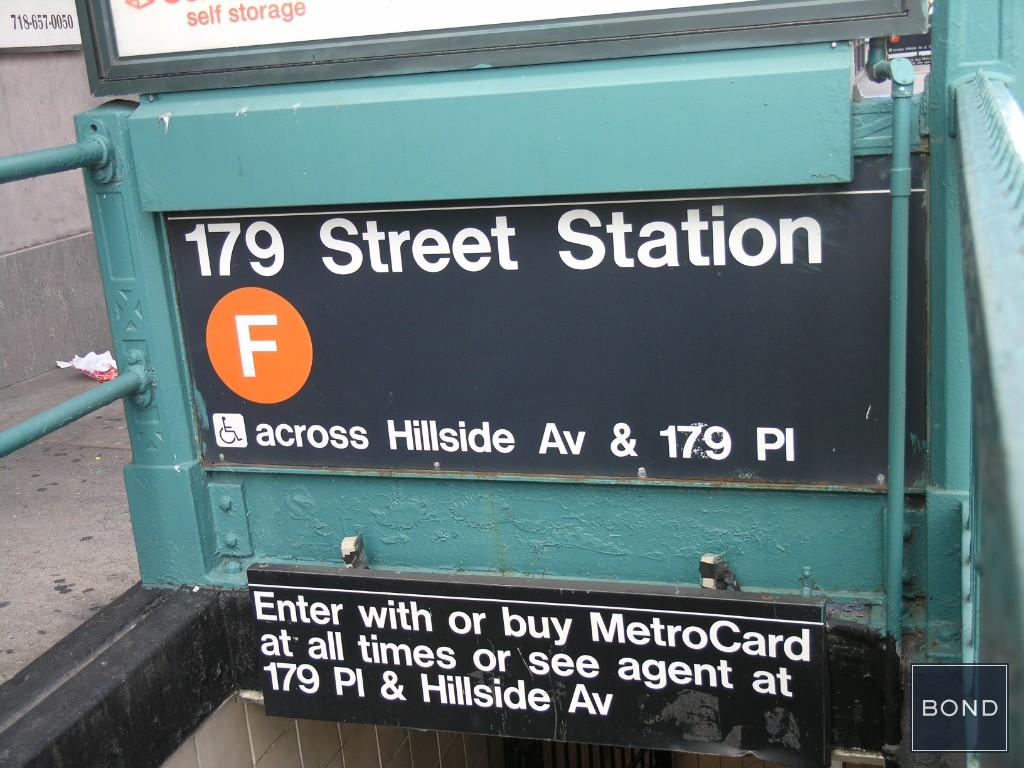 718-657-0050
self storage
179 Street Station
F
across Hillside Av & 179 Pl
Enter with or buy MetroCard
at all times or see agent at
179 Pl & Hillside Av
BOND